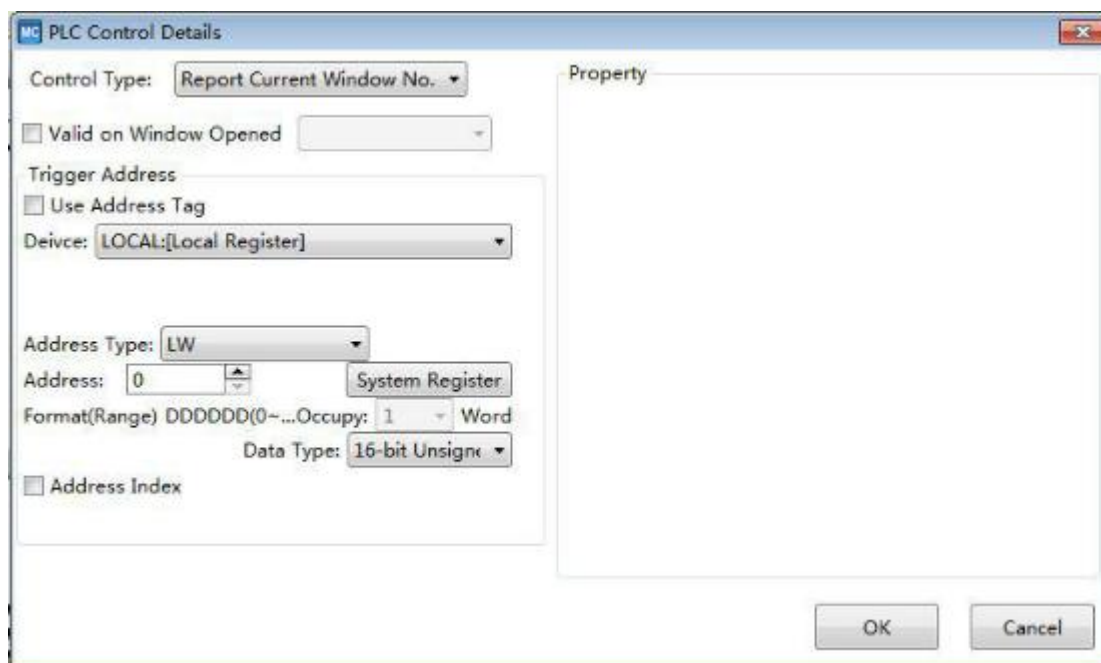 MC PLC Control Details
Control Type: Report Current Window No.
Property
Valid on Window Opened
Trigger Address
Use Address Tag
Deivce: LOCAL:[Local Register]
Address Type: LW
Address: 0 System Register
Format(Range) DDDDDD(0~...Occupy: 1 Word
Data Type: 16-bit Unsigne
Address Index
OK Cancel